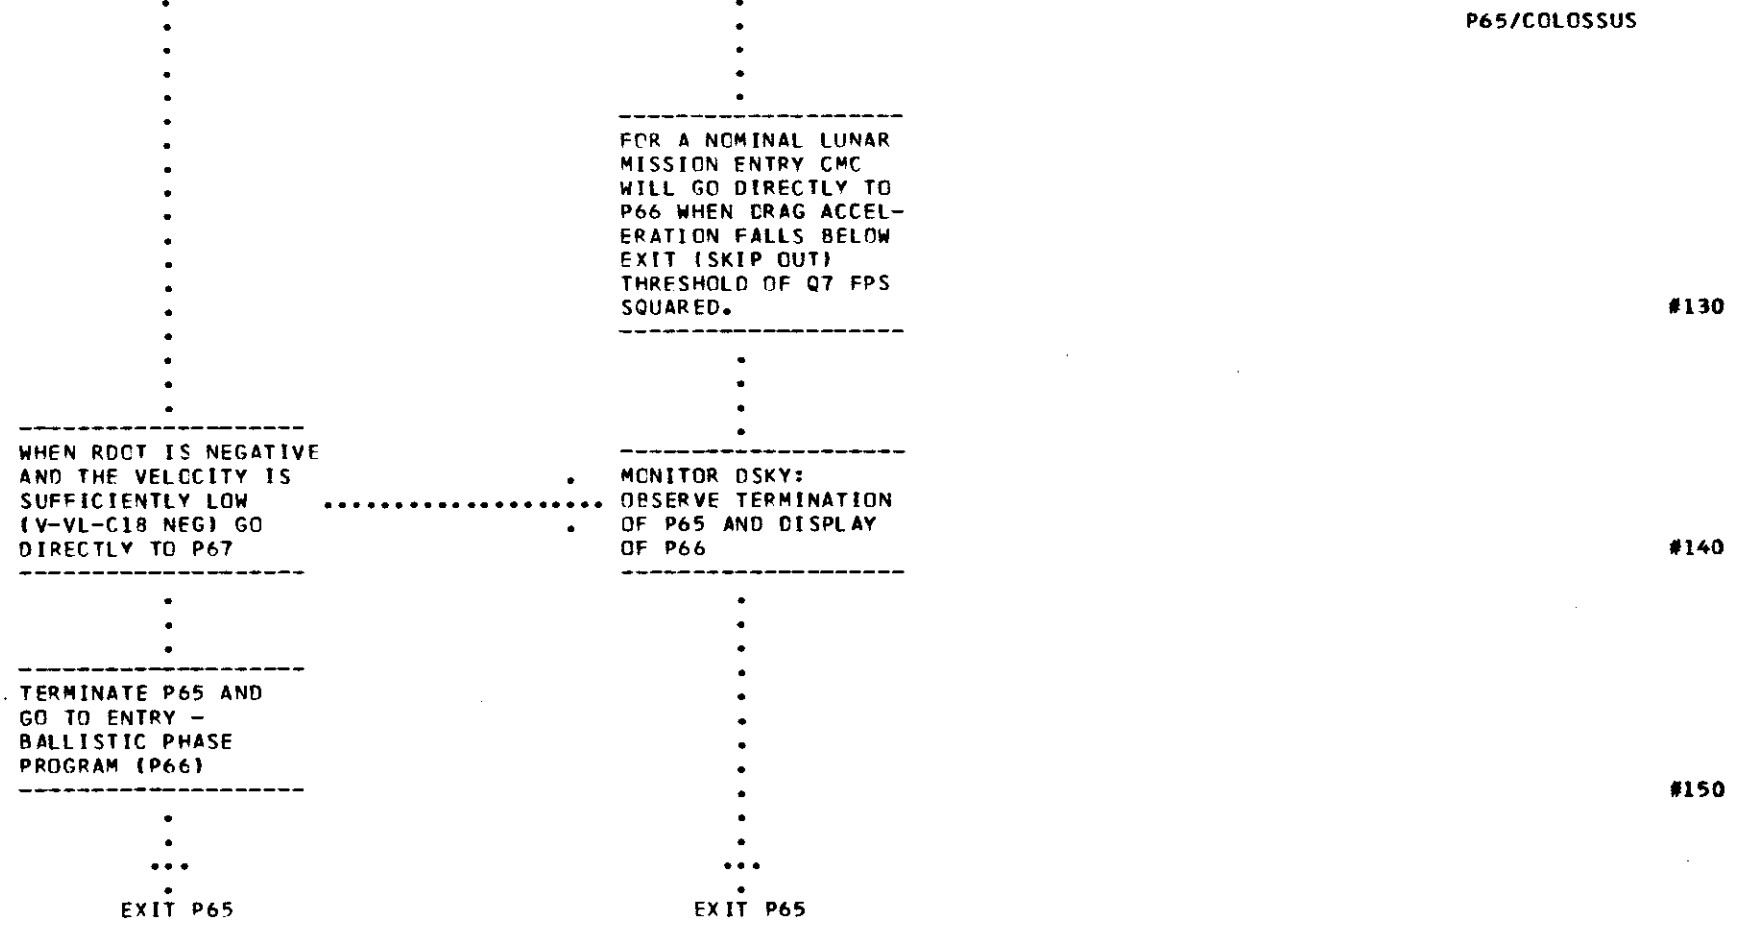 P65/COLOSSUS
FOR A NOMINAL LUNAR
MISSION ENTRY CMC
WILL GO DIRECTLY TO
P66 WHEN DRAG ACCEL-
ERATION FALLS BELOW
EXIT (SKIP OUT)
THRESHOLD OF Q7 FPS
SQUARED.
#130
WHEN RDOT IS NEGATIVE
AND THE VELOCITY IS
SUFFICIENTLY LOW
(V-VL-C18 NEG) GO
DIRECTLY TO P67
MONITOR DSKY:
OBSERVE TERMINATION
OF P65 AND DISPLAY
OF P66
#140
TERMINATE P65 AND
GO TO ENTRY -
BALLISTIC PHASE
PROGRAM (P66)
#150
EXIT P65
EXIT P65